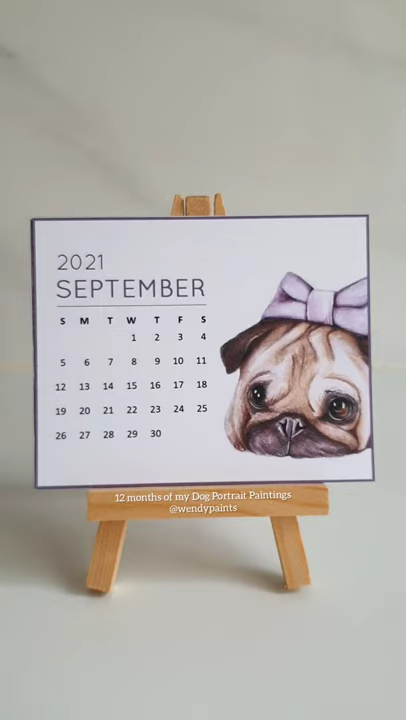 2021
SEPTEMBER
S M T W T F S
1 2 3 4
5 6 7 8 9 10 11
12 13 14 15 16 17 18
19 20 21 22 23 24 25
26 27 28 29 30
12 months of my Dog Portrait Paintings
@wendypaints